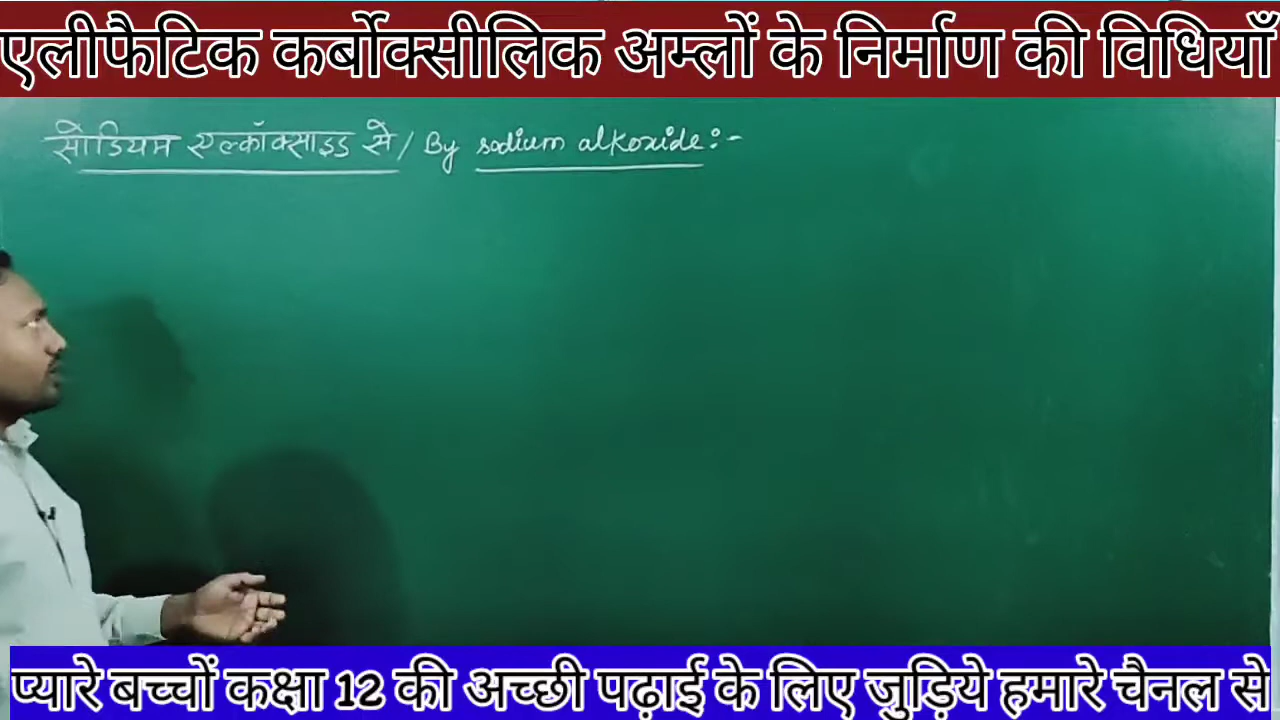 एलीफैटिक कर्बोक्सीलिक अम्लों के निर्माण की विधियाँ
सोडियम एल्कॉक्साइड से / By sodium alkoxide :-
प्यारे बच्चों कक्षा 12 की अच्छी पढ़ाई के लिए जुड़िये हमारे चैनल से